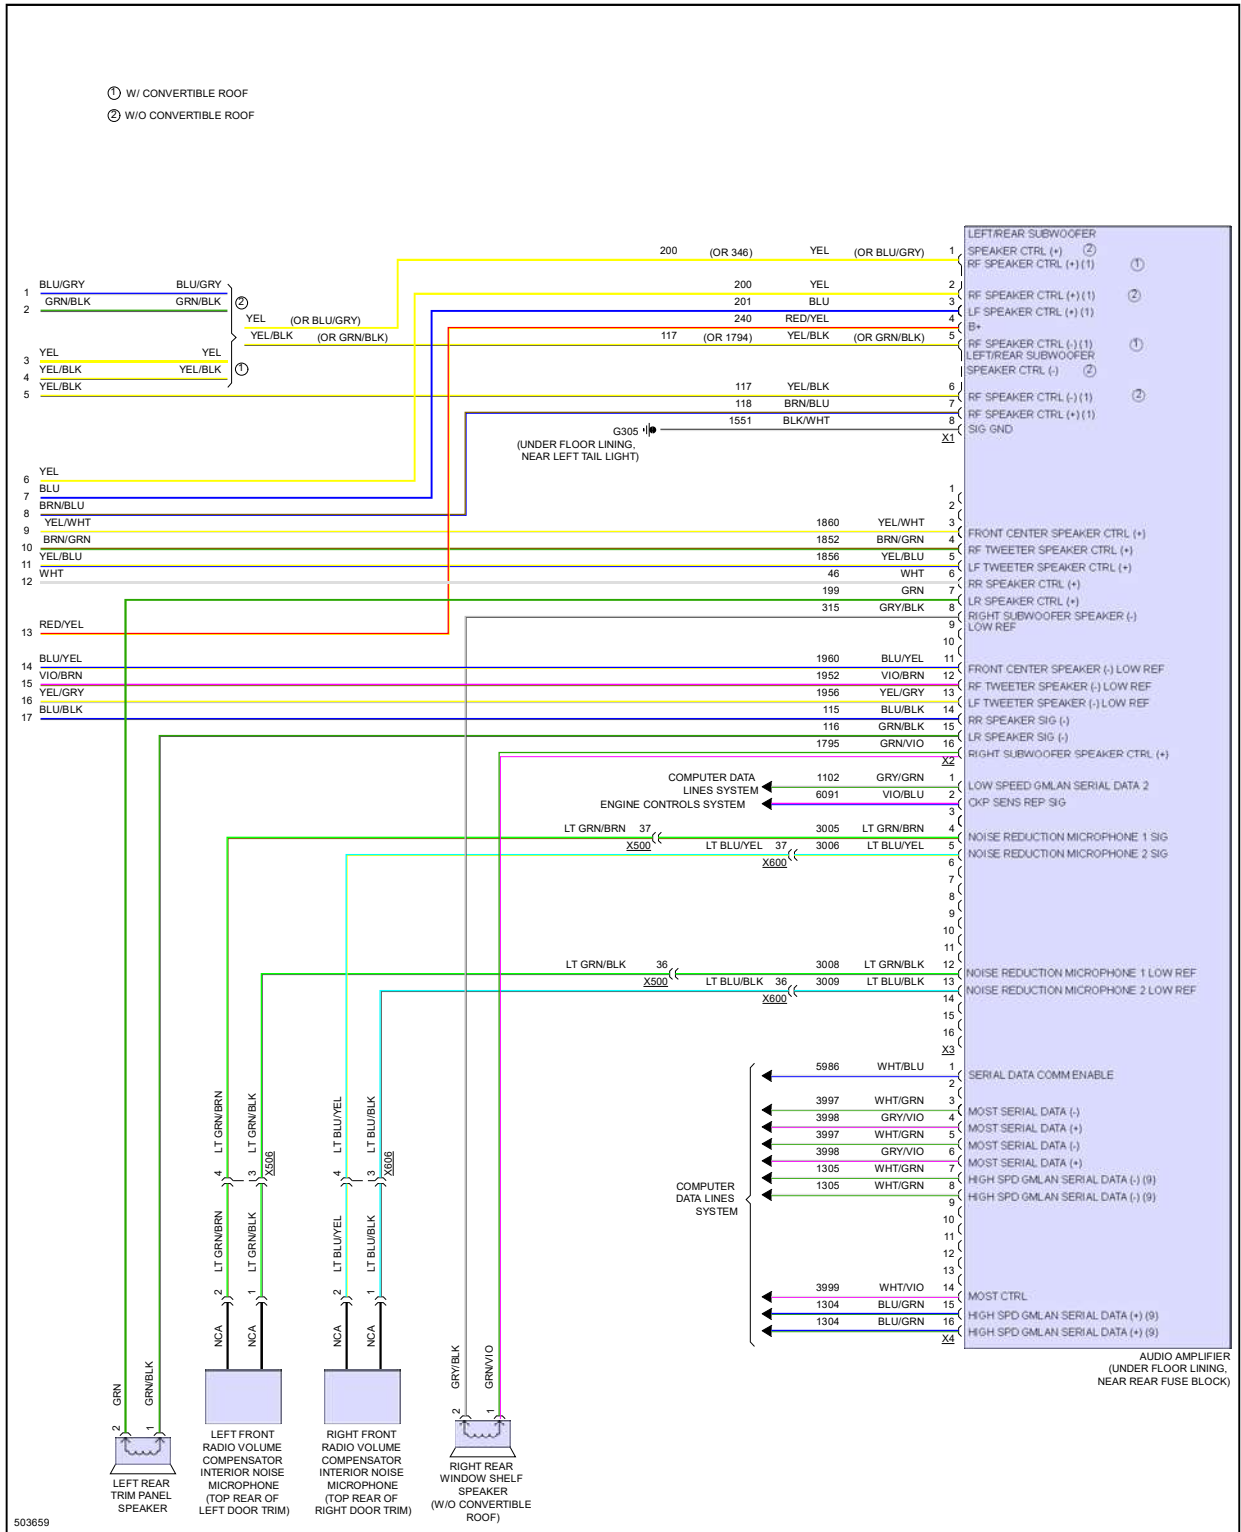 1 W/ CONVERTIBLE ROOF
2 W/O CONVERTIBLE ROOF
1 BLU/GRY BLU/GRY
2 GRN/BLK GRN/BLK 2
YEL (OR BLU/GRY)
YEL/BLK (OR GRN/BLK)
3 YEL YEL
4 YEL/BLK YEL/BLK 1
5 YEL/BLK
6 YEL
7 BLU
8 BRN/BLU
9 YEL/WHT
10 BRN/GRN
11 YEL/BLU
12 WHT
13 RED/YEL
14 BLU/YEL
15 VIO/BRN
16 YEL/GRY
17 BLU/BLK
LEFT/REAR SUBWOOFER
200 (OR 346) YEL (OR BLU/GRY) 1 SPEAKER CTRL (+) 2
RF SPEAKER CTRL (+) (1) 1
200 YEL 2 RF SPEAKER CTRL (+) (1) 2
201 BLU 3 LF SPEAKER CTRL (+) (1)
240 RED/YEL 4 B+
117 (OR 1794) YEL/BLK (OR GRN/BLK) 5 RF SPEAKER CTRL (-) (1) 1
LEFT/REAR SUBWOOFER
SPEAKER CTRL (-) 2
117 YEL/BLK 6 RF SPEAKER CTRL (-) (1) 2
118 BRN/BLU 7 RF SPEAKER CTRL (+) (1)
1551 BLK/WHT 8 SIG GND
X1
G305
(UNDER FLOOR LINING,
NEAR LEFT TAIL LIGHT)
1
2
1860 YEL/WHT 3 FRONT CENTER SPEAKER CTRL (+)
1852 BRN/GRN 4 RF TWEETER SPEAKER CTRL (+)
1856 YEL/BLU 5 LF TWEETER SPEAKER CTRL (+)
46 WHT 6 RR SPEAKER CTRL (+)
199 GRN 7 LR SPEAKER CTRL (+)
315 GRY/BLK 8 RIGHT SUBWOOFER SPEAKER (-)
9 LOW REF
10
1960 BLU/YEL 11 FRONT CENTER SPEAKER (-) LOW REF
1952 VIO/BRN 12 RF TWEETER SPEAKER (-) LOW REF
1956 YEL/GRY 13 LF TWEETER SPEAKER (-) LOW REF
115 BLU/BLK 14 RR SPEAKER SIG (-)
116 GRN/BLK 15 LR SPEAKER SIG (-)
1795 GRN/VIO 16 RIGHT SUBWOOFER SPEAKER CTRL (+)
X2
COMPUTER DATA
LINES SYSTEM
1102 GRY/GRN 1 LOW SPEED GMLAN SERIAL DATA 2
ENGINE CONTROLS SYSTEM 6091 VIO/BLU 2 CKP SENS REP SIG
3
LT GRN/BRN 37 X500 3005 LT GRN/BRN 4 NOISE REDUCTION MICROPHONE 1 SIG
LT BLU/YEL 37 X600 3006 LT BLU/YEL 5 NOISE REDUCTION MICROPHONE 2 SIG
6
7
8
9
10
11
LT GRN/BLK 36 X500 3008 LT GRN/BLK 12 NOISE REDUCTION MICROPHONE 1 LOW REF
LT BLU/BLK 36 X600 3009 LT BLU/BLK 13 NOISE REDUCTION MICROPHONE 2 LOW REF
14
15
16
X3
5986 WHT/BLU 1 SERIAL DATA COMM ENABLE
2
3997 WHT/GRN 3 MOST SERIAL DATA (-)
3998 GRY/VIO 4 MOST SERIAL DATA (+)
3997 WHT/GRN 5 MOST SERIAL DATA (-)
3998 GRY/VIO 6 MOST SERIAL DATA (+)
1305 WHT/GRN 7 HIGH SPD GMLAN SERIAL DATA (-) (9)
1305 WHT/GRN 8 HIGH SPD GMLAN SERIAL DATA (-) (9)
9
10
11
12
13
3999 WHT/VIO 14 MOST CTRL
1304 BLU/GRN 15 HIGH SPD GMLAN SERIAL DATA (+) (9)
1304 BLU/GRN 16 HIGH SPD GMLAN SERIAL DATA (+) (9)
X4
COMPUTER
DATA LINES
SYSTEM
AUDIO AMPLIFIER
(UNDER FLOOR LINING,
NEAR REAR FUSE BLOCK)
LT GRN/BRN
LT GRN/BLK
LT BLU/YEL
LT BLU/BLK
4
3
X506
4
3
X606
LT GRN/BRN
LT GRN/BLK
LT BLU/YEL
LT BLU/BLK
2
1
2
1
NCA
NCA
NCA
NCA
GRN
GRN/BLK
GRY/BLK
GRN/VIO
2
1
2
1
LEFT REAR
TRIM PANEL
SPEAKER
LEFT FRONT
RADIO VOLUME
COMPENSATOR
INTERIOR NOISE
MICROPHONE
(TOP REAR OF
LEFT DOOR TRIM)
RIGHT FRONT
RADIO VOLUME
COMPENSATOR
INTERIOR NOISE
MICROPHONE
(TOP REAR OF
RIGHT DOOR TRIM)
RIGHT REAR
WINDOW SHELF
SPEAKER
(W/O CONVERTIBLE
ROOF)
503659